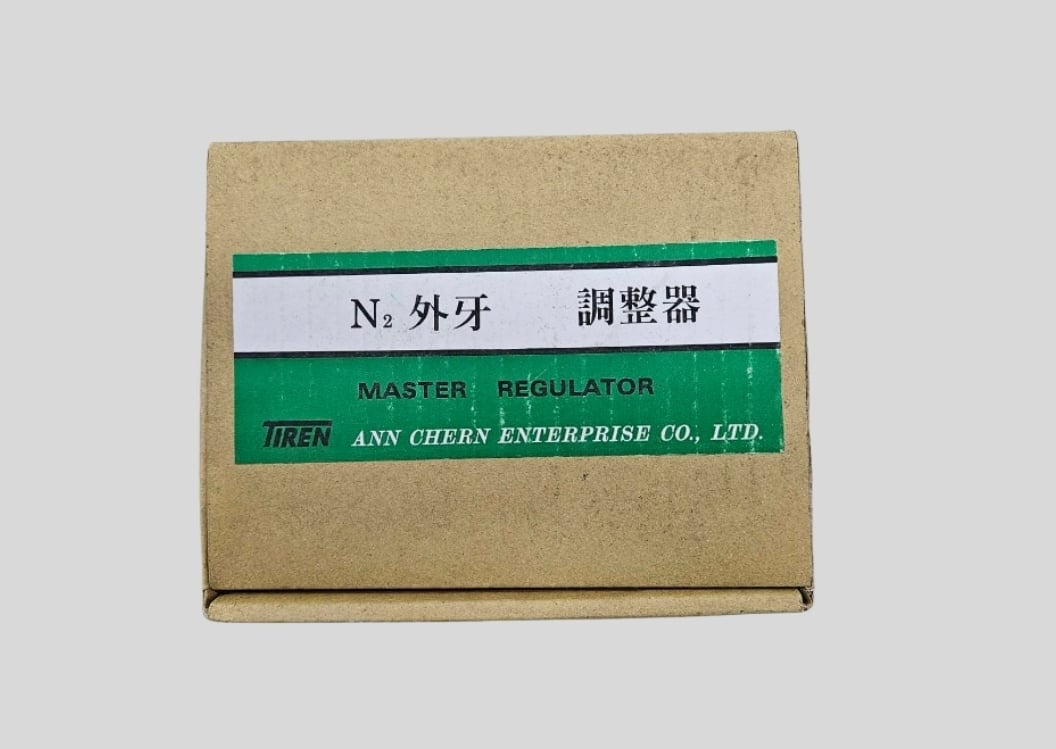 N₂ 外牙 調整器
MASTER REGULATOR
TIREN ANN CHERN ENTERPRISE CO., LTD.